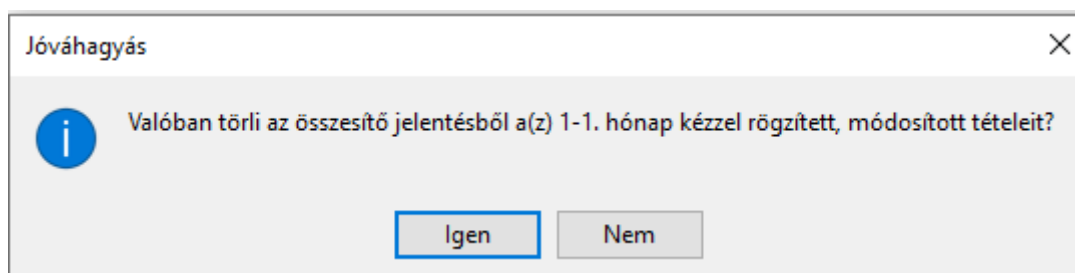 Jóváhagyás
Valóban törli az összesítő jelentésből a(z) 1-1. hónap kézzel rögzített, módosított tételeit?
Igen
Nem